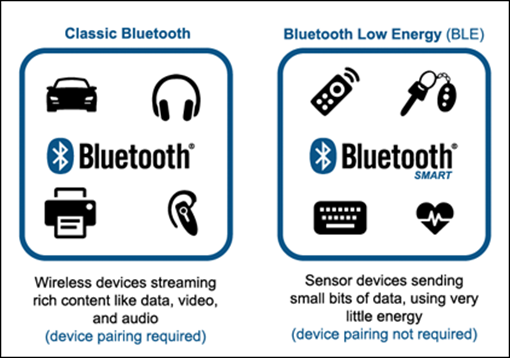 Classic Bluetooth
Bluetooth®
Wireless devices streaming
rich content like data, video,
and audio
(device pairing required)
Bluetooth Low Energy (BLE)
Bluetooth®
SMART
Sensor devices sending
small bits of data, using very
little energy
(device pairing not required)